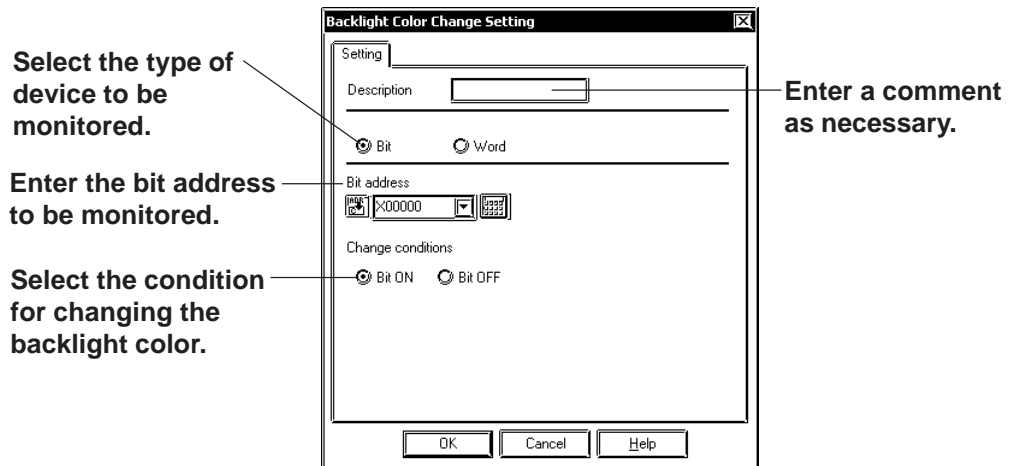 Backlight Color Change Setting
Setting
Select the type of
device to be
monitored.
Description
Enter a comment
as necessary.
Bit
Word
Enter the bit address
to be monitored.
Bit address
ADR
X00000
Change conditions
Select the condition
for changing the
backlight color.
Bit ON
Bit OFF
OK
Cancel
Help